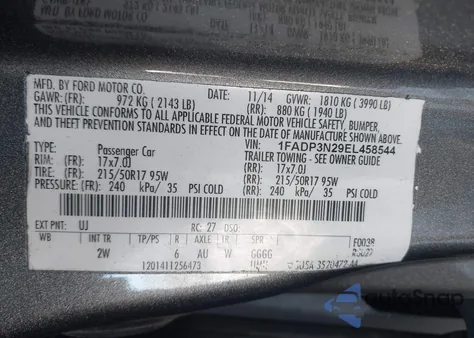 MFD. BY FORD MOTOR CO.
11/14
GVWR: 1810 KG ( 3990 LB)
GAWR: (FR): 972 KG ( 2143 LB)
(RR): 880 KG ( 1940 LB)
THIS VEHICLE CONFORMS TO ALL APPLICABLE FEDERAL MOTOR VEHICLE SAFETY, BUMPER,
AND THEFT PREVENTION STANDARDS IN EFFECT ON THE DATE OF MANUFACTURE SHOWN ABOVE.
VIN: 1FADP3N29EL458544
TYPE: Passenger Car
TRAILER TOWING - SEE OWNER GUIDE
RIM: (FR): 17x7.0J
(RR): 17x7.0J
TIRES: (FR): 215/50R17 95W
(RR): 215/50R17 95W
PRESSURE: (FR): 240 kPa/ 35 PSI COLD
(RR): 240 kPa/ 35 PSI COLD
EXT PNT: UJ
RC: 27
DSO:
WB
INT TR
TP/PS
R
AXLE
TR
SPR
F0038
2W
6
AU
W
GGGG
1201411256473
AutoSnap